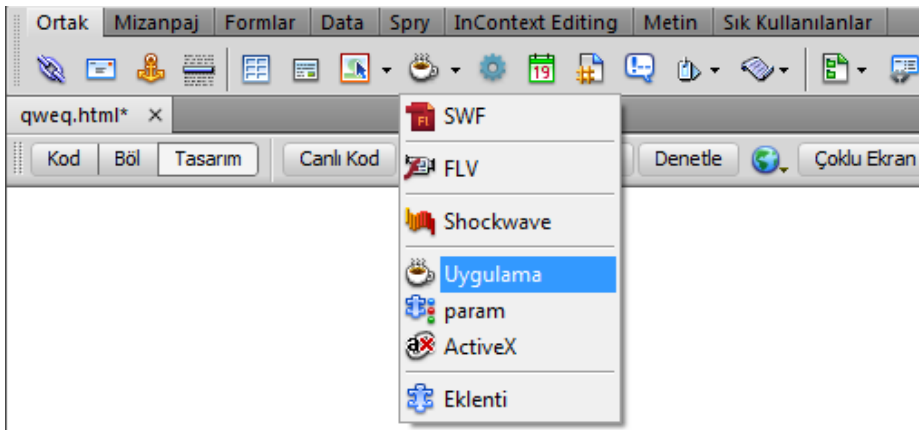 Ortak Mizanpaj Formlar Data Spry InContext Editing Metin Sık Kullanılanlar
19
qweq.html* ×
SWF
Kod Böl Tasarım Canlı Kod Denetle Çoklu Ekran
FLV
Shockwave
Uygulama
param
ActiveX
Eklenti